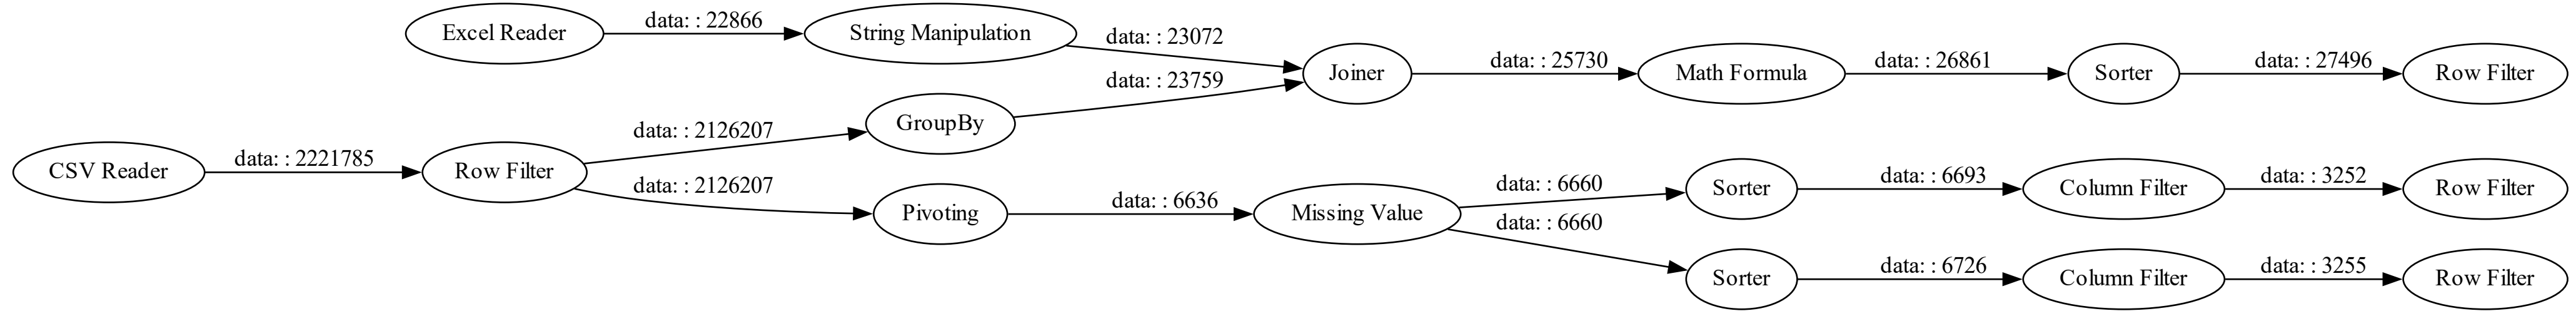 Excel Reader
data: : 22866
String Manipulation
data: : 23072
data: : 23759
Joiner
data: : 25730
Math Formula
data: : 26861
Sorter
data: : 27496
Row Filter
CSV Reader
data: : 2221785
Row Filter
data: : 2126207
GroupBy
data: : 2126207
Pivoting
data: : 6636
Missing Value
data: : 6660
Sorter
data: : 6693
Column Filter
data: : 3252
Row Filter
data: : 6660
Sorter
data: : 6726
Column Filter
data: : 3255
Row Filter